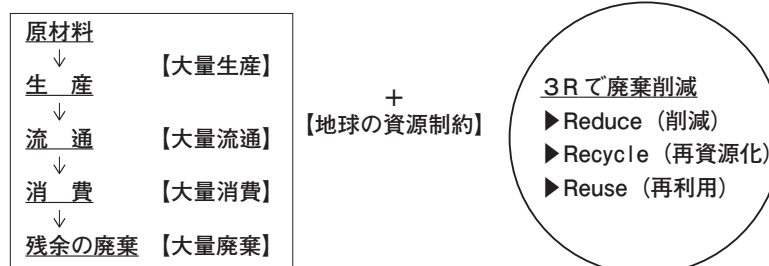 原材料
↓
【大量生産】
生　産
↓
流　通　【大量流通】
↓
消　費　【大量消費】
↓
残余の廃棄　【大量廃棄】
＋
【地球の資源制約】
３Rで廃棄削減
▶Reduce（削減）
▶Recycle（再資源化）
▶Reuse（再利用）